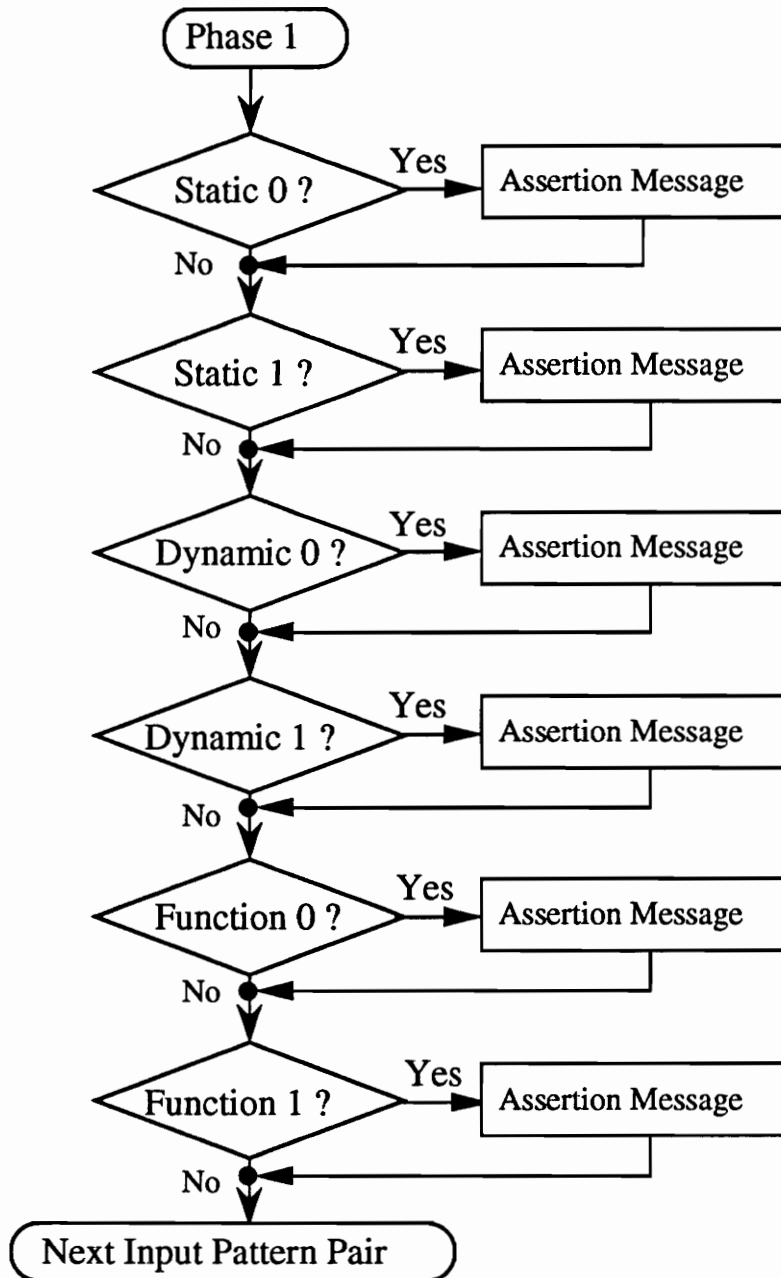 Phase 1
Yes
Static 0 ?
Assertion Message
No
Yes
Static 1 ?
Assertion Message
No
Yes
Dynamic 0 ?
Assertion Message
No
Yes
Dynamic 1 ?
Assertion Message
No
Yes
Function 0 ?
Assertion Message
No
Yes
Function 1 ?
Assertion Message
No
Next Input Pattern Pair